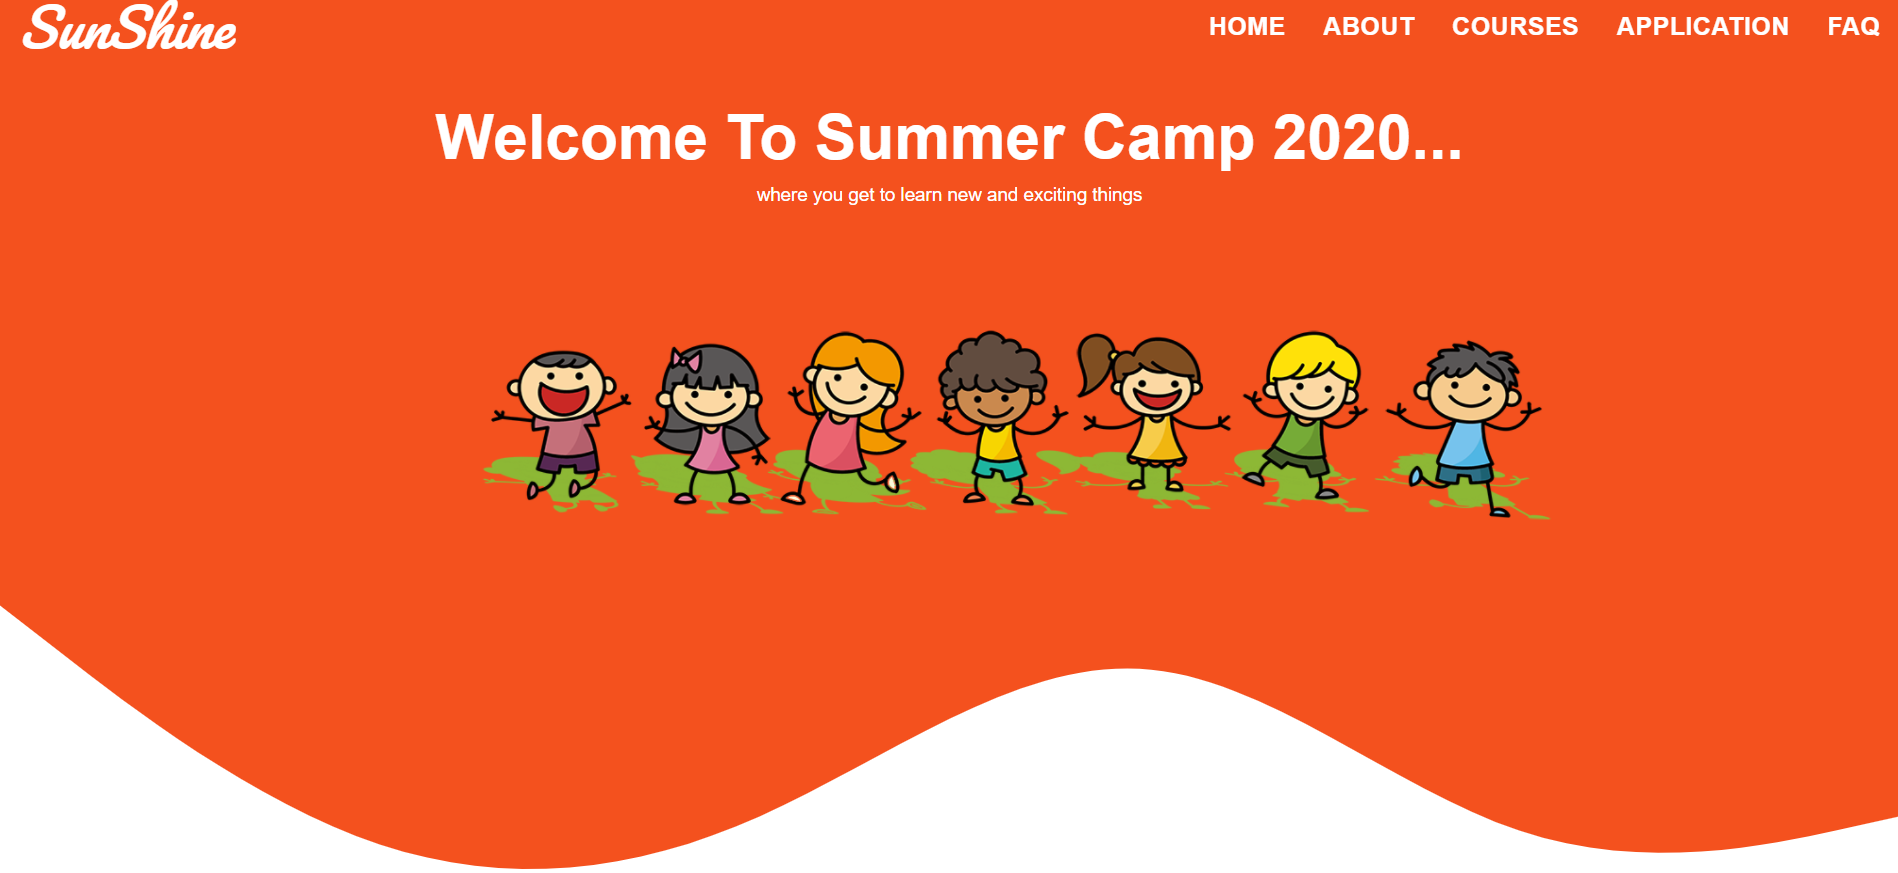 SunShine
HOME ABOUT COURSES APPLICATION FAQ
Welcome To Summer Camp 2020...
where you get to learn new and exciting things